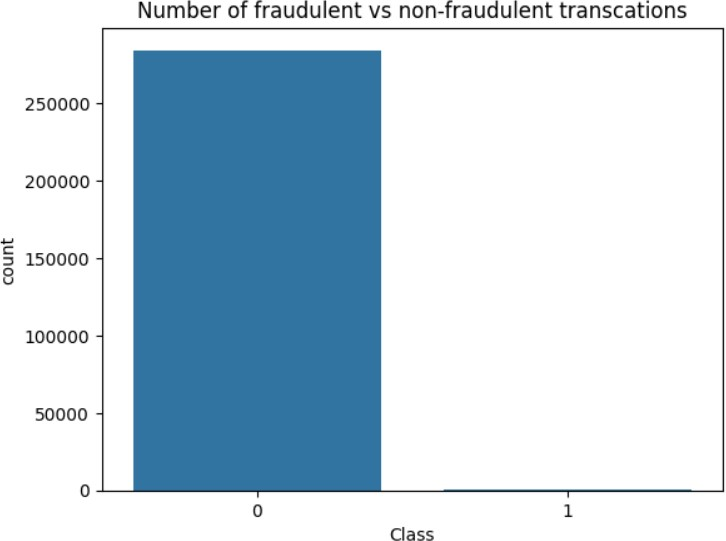 Number of fraudulent vs non-fraudulent transcations
250000
200000
150000
100000
50000
0
count
0 1
Class